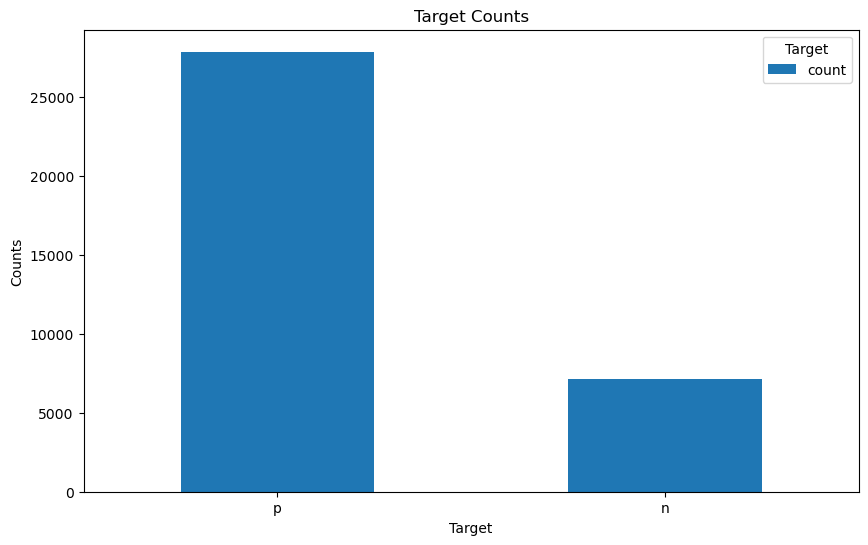 Target Counts
Target
count
Counts
25000
20000
15000
10000
5000
0
p
n
Target